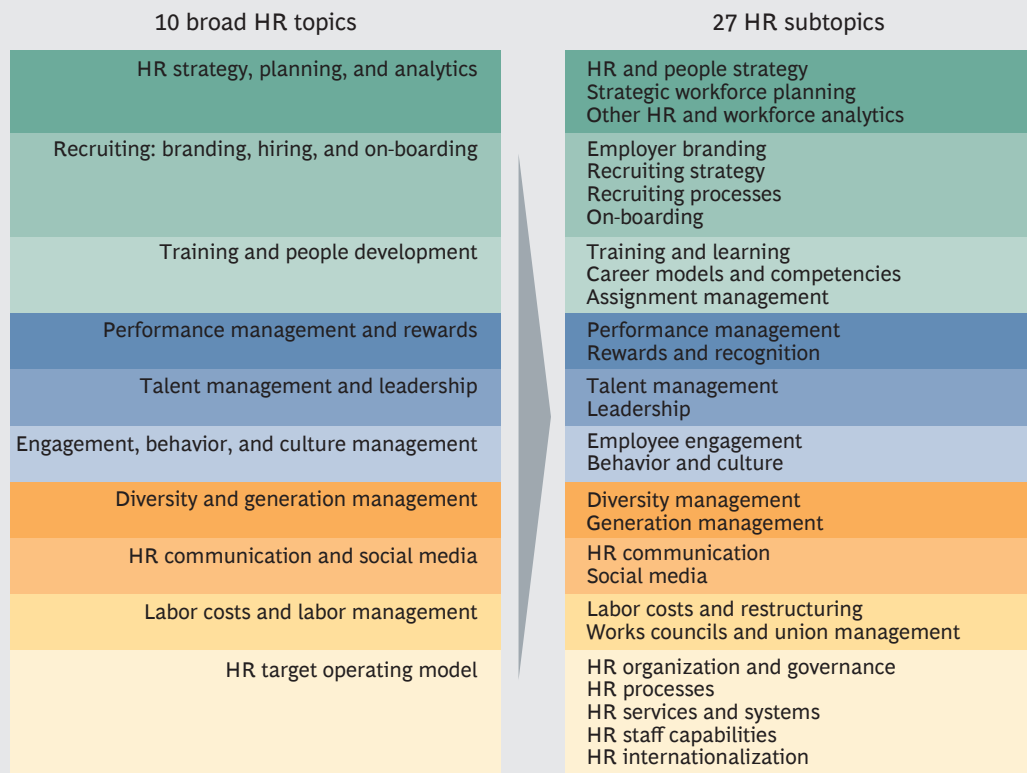 10 broad HR topics
27 HR subtopics
HR strategy, planning, and analytics
HR and people strategy
Strategic workforce planning
Other HR and workforce analytics
Recruiting: branding, hiring, and on-boarding
Employer branding
Recruiting strategy
Recruiting processes
On-boarding
Training and people development
Training and learning
Career models and competencies
Assignment management
Performance management and rewards
Performance management
Rewards and recognition
Talent management and leadership
Talent management
Leadership
Engagement, behavior, and culture management
Employee engagement
Behavior and culture
Diversity and generation management
Diversity management
Generation management
HR communication and social media
HR communication
Social media
Labor costs and labor management
Labor costs and restructuring
Works councils and union management
HR target operating model
HR organization and governance
HR processes
HR services and systems
HR staff capabilities
HR internationalization